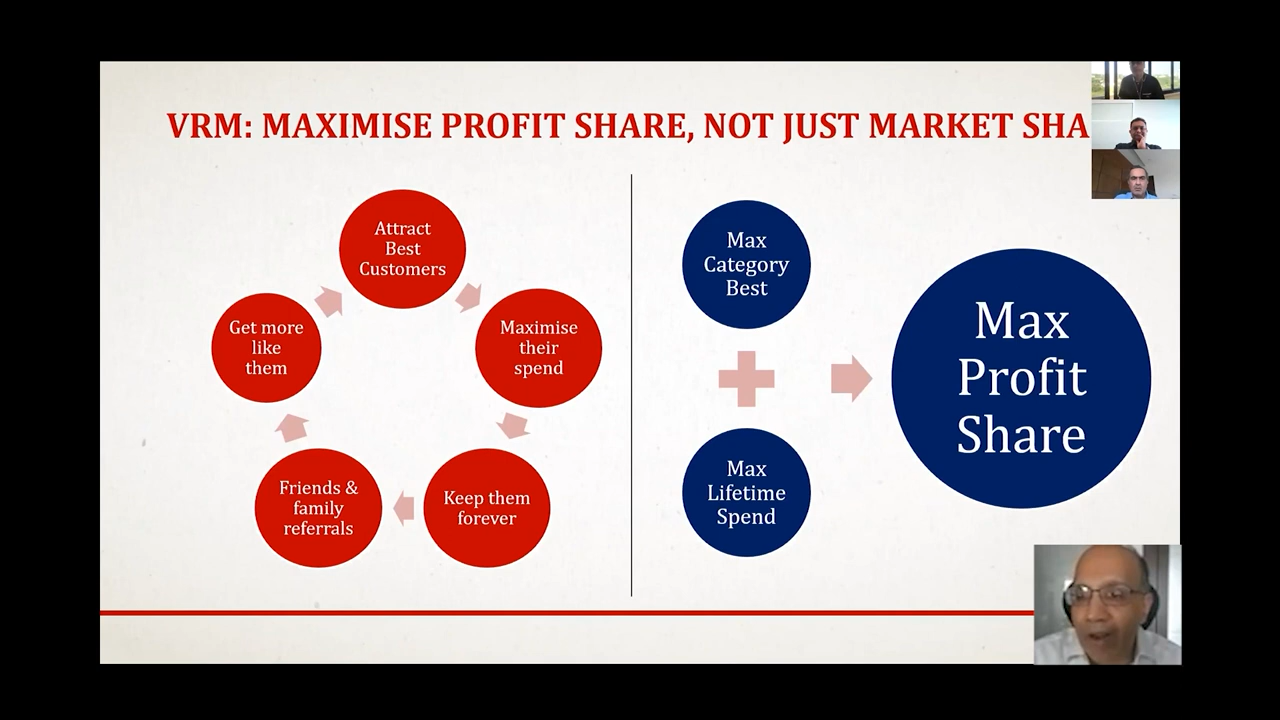 VRM: MAXIMISE PROFIT SHARE, NOT JUST MARKET SHA
Attract
Best
Customers
Maximise
their
spend
Keep them
forever
Friends &
family
referrals
Get more
like
them
Max
Category
Best
Max
Lifetime
Spend
Max
Profit
Share